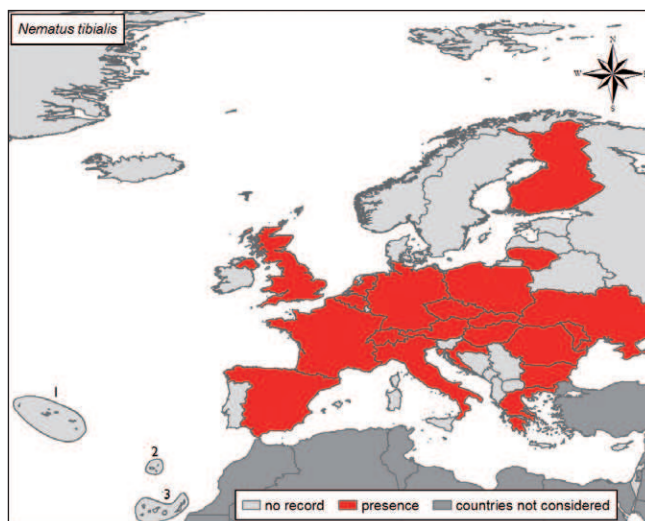 Nematus tibialis
N
W
E
S
1
2
3
no record presence countries not considered